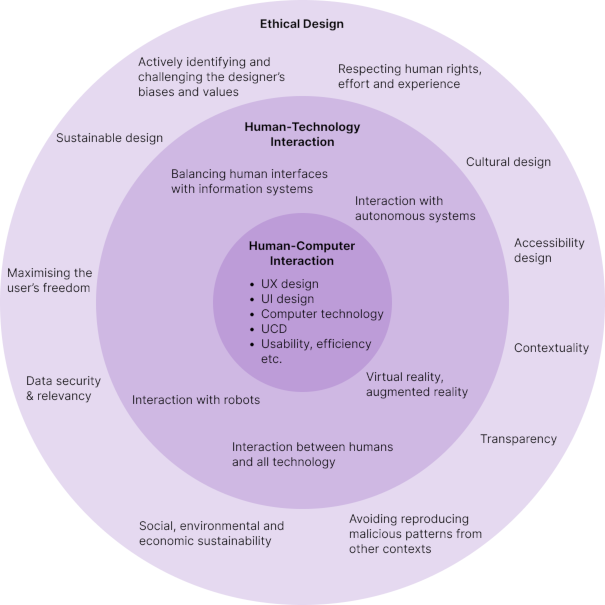 Ethical Design
Actively identifying and
challenging the designer's
biases and values
Respecting human rights,
effort and experience
Sustainable design
Human-Technology
Interaction
Cultural design
Balancing human interfaces
with information systems
Interaction with
autonomous systems
Human-Computer
Interaction
Accessibility
design
Maximising the
user's freedom
• UX design
• UI design
• Computer technology
• UCD
• Usability, efficiency
etc.
Contextuality
Data security
& relevancy
Virtual reality,
augmented reality
Interaction with robots
Transparency
Interaction between humans
and all technology
Social, environmental and
economic sustainability
Avoiding reproducing
malicious patterns from
other contexts